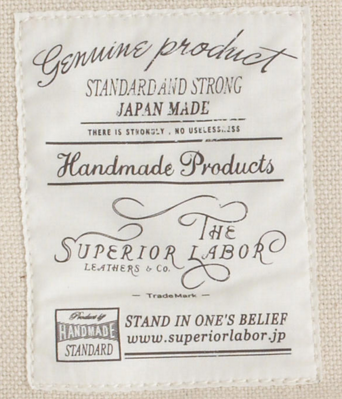 Genuine product
STANDARD AND STRONG
JAPAN MADE
THERE IS STRONGLY, NO USELESSNESS
Handmade Products
THE
SUPERIOR LABOR
LEATHERS & CO.
— TradeMark —
Product by
HANDMADE
STANDARD
STAND IN ONE'S BELIEF
www.superiorlabor.jp